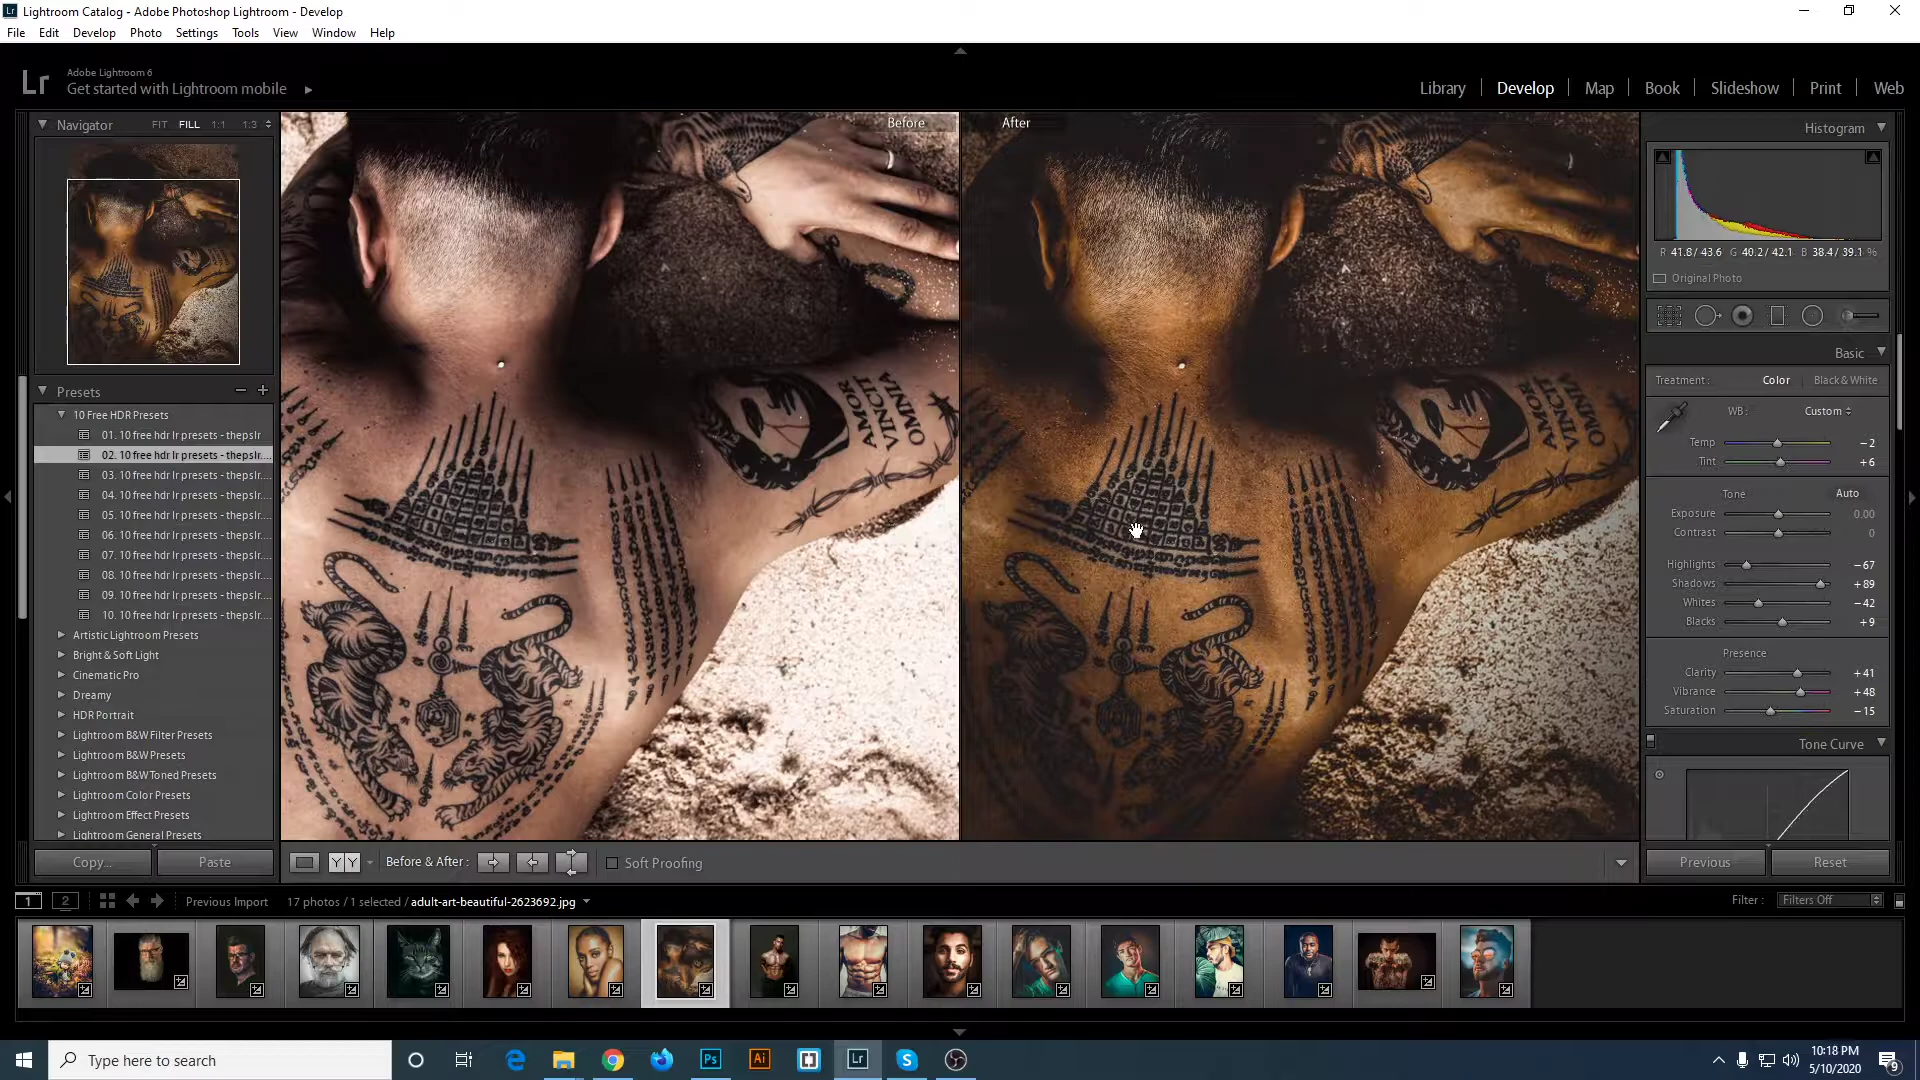 Lightroom Catalog - Adobe Photoshop Lightroom - Develop
File Edit Develop Photo Settings Tools View Window Help
Lr
Adobe Lightroom 6
Get started with Lightroom mobile
Library Develop Map Book Slideshow Print Web
Navigator FIT FILL 1:1 1:3
Before
After
AMOR
VINCIT
OMNIA
AMOR
VINCIT
OMNIA
Presets
10 Free HDR Presets
01. 10 free hdr lr presets - thepslr
02. 10 free hdr lr presets - thepslr....
03. 10 free hdr lr presets - thepslr....
04. 10 free hdr lr presets - thepslr....
05. 10 free hdr lr presets - thepslr....
06. 10 free hdr lr presets - thepslr....
07. 10 free hdr lr presets - thepslr....
08. 10 free hdr lr presets - thepslr....
09. 10 free hdr lr presets - thepslr....
10. 10 free hdr lr presets - thepslr....
Artistic Lightroom Presets
Bright & Soft Light
Cinematic Pro
Dreamy
HDR Portrait
Lightroom B&W Filter Presets
Lightroom B&W Presets
Lightroom B&W Toned Presets
Lightroom Color Presets
Lightroom Effect Presets
Lightroom General Presets
Copy... Paste
Histogram
R 41.8 / 43.6 G 40.2 / 42.1 B 38.4 / 39.1 %
Original Photo
Basic
Treatment : Color Black & White
WB : Custom
Temp -2
Tint +6
Tone Auto
Exposure 0.00
Contrast 0
Highlights -67
Shadows +89
Whites -42
Blacks +9
Presence
Clarity +41
Vibrance +48
Saturation -15
Tone Curve
Previous Reset
YY Before & After : Soft Proofing
1 2 Previous Import 17 photos / 1 selected / adult-art-beautiful-2623692.jpg
Filter : Filters Off
Type here to search
Ps Ai Lr S
10:18 PM
5/10/2020
9